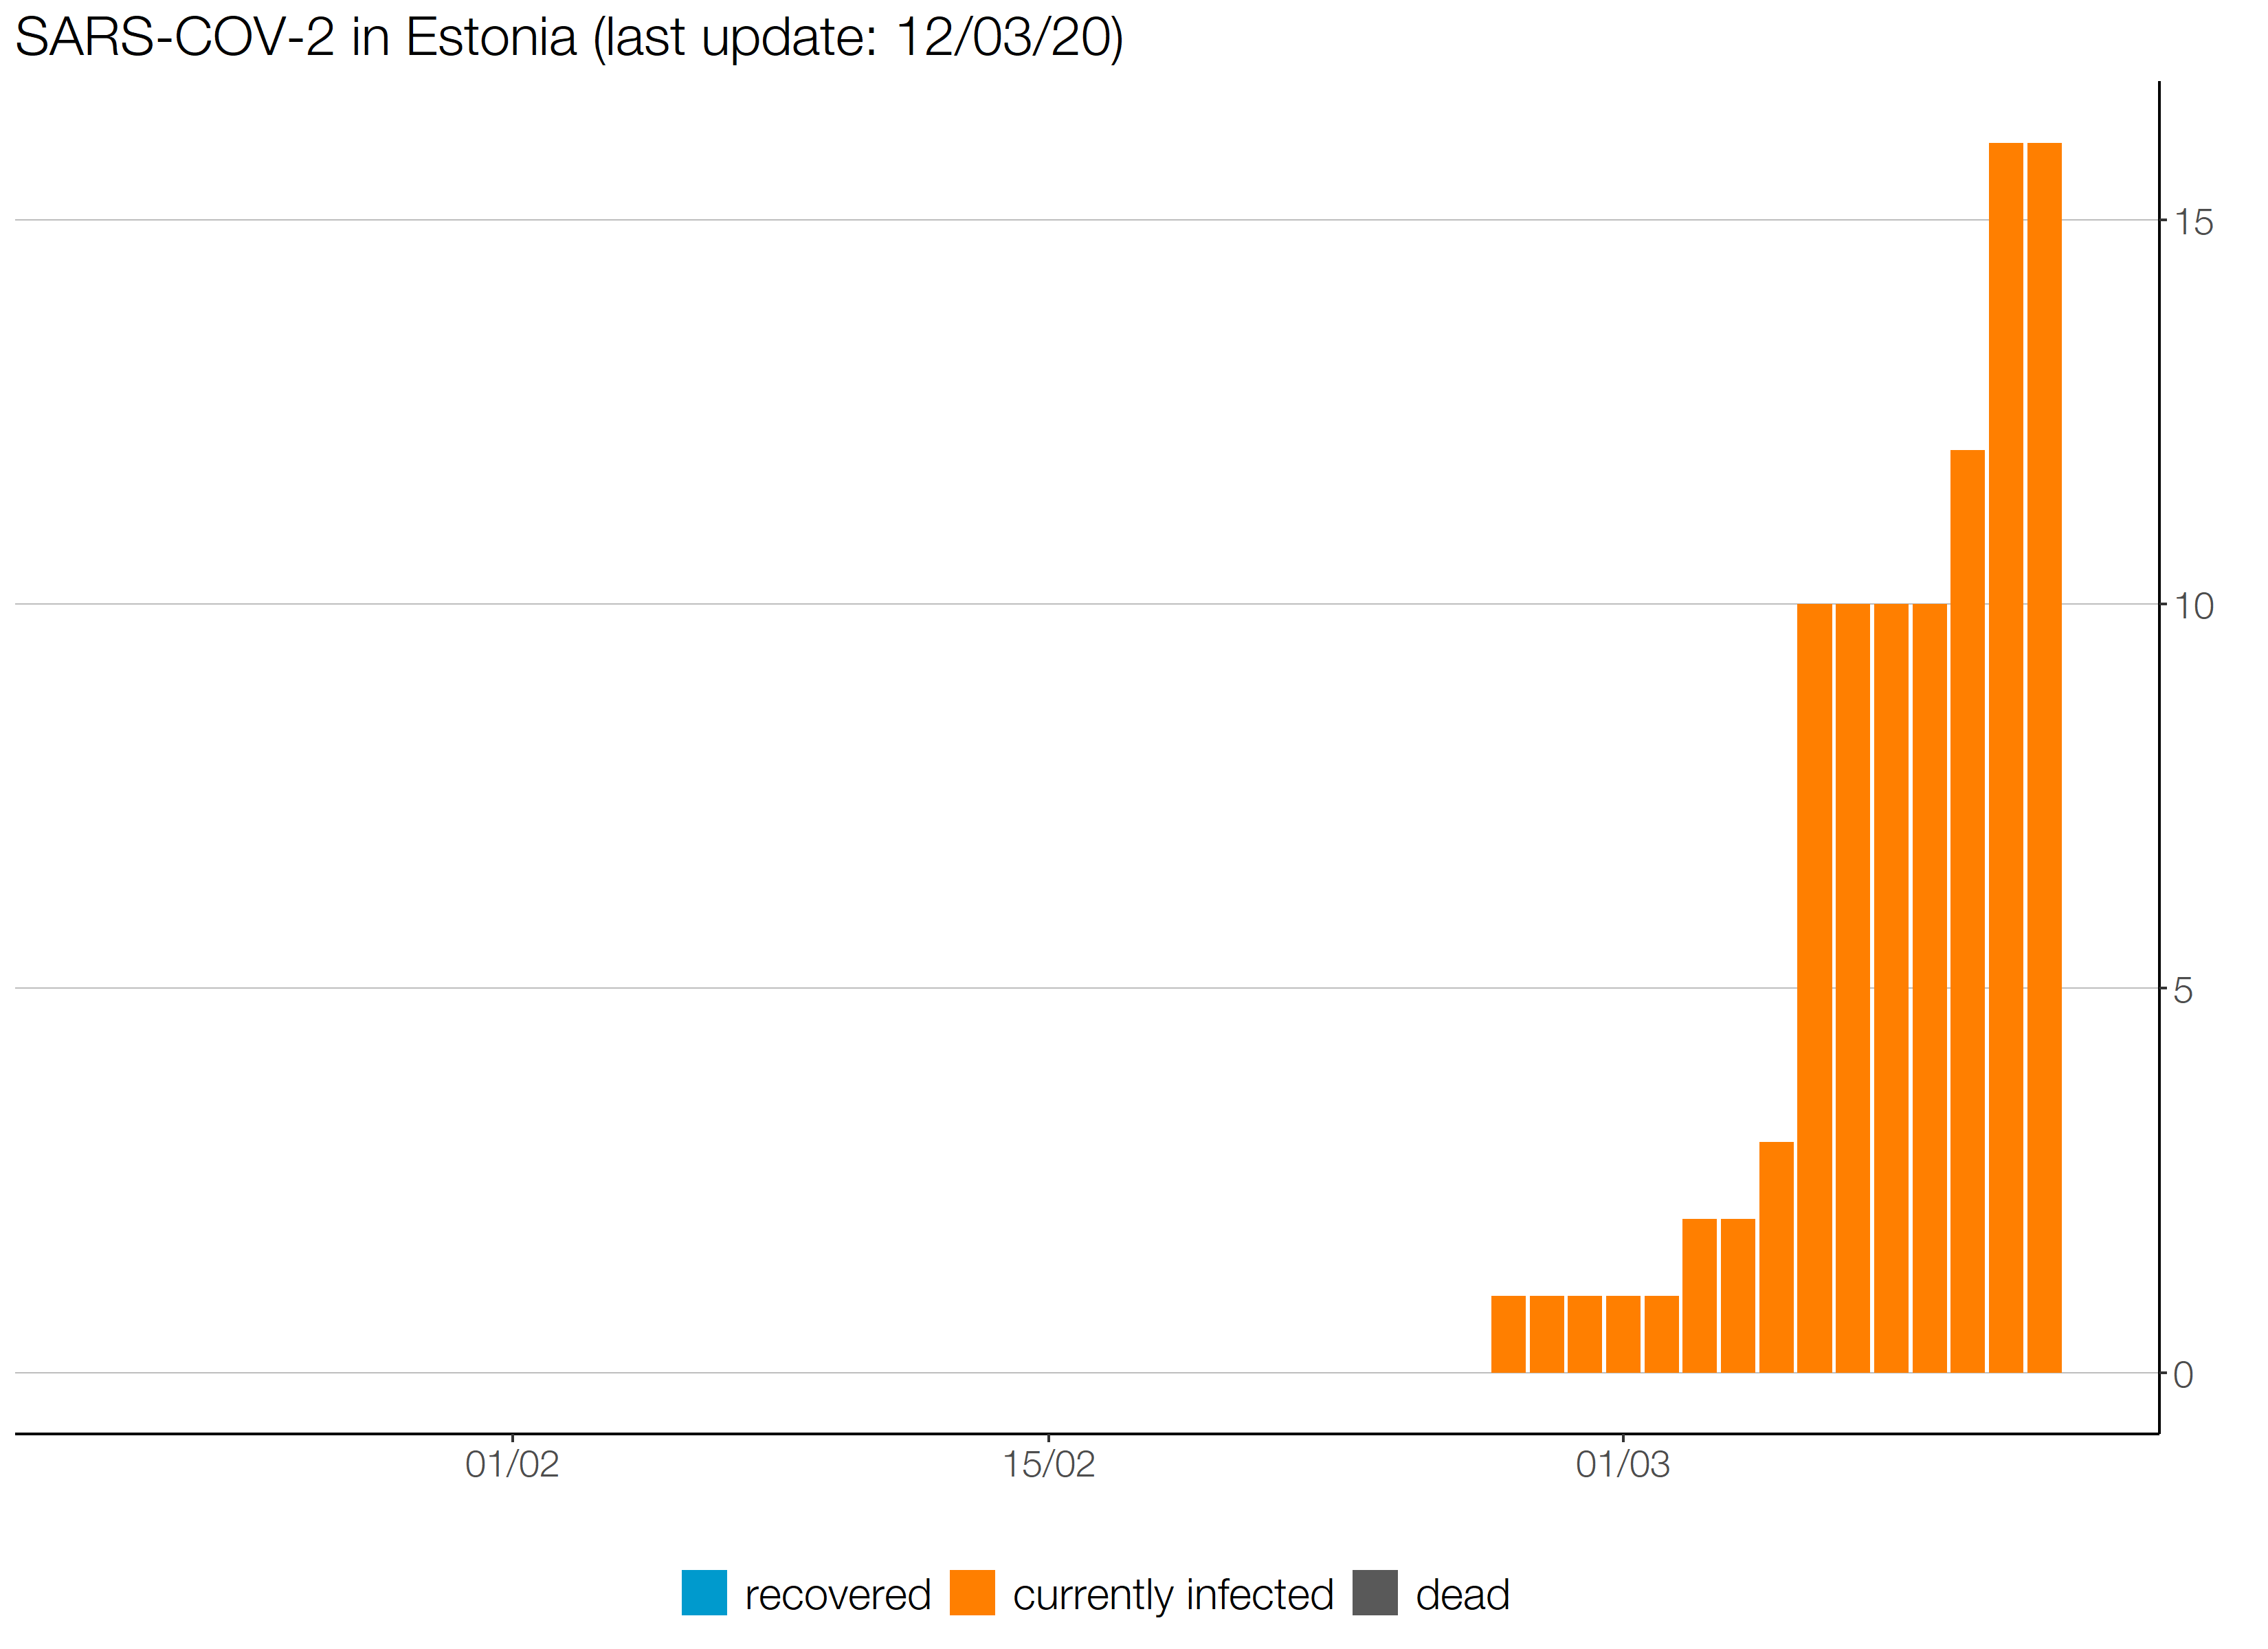 SARS-COV-2 in Estonia (last update: 12/03/20)
15
10
5
0
01/02 15/02 01/03
recovered currently infected dead